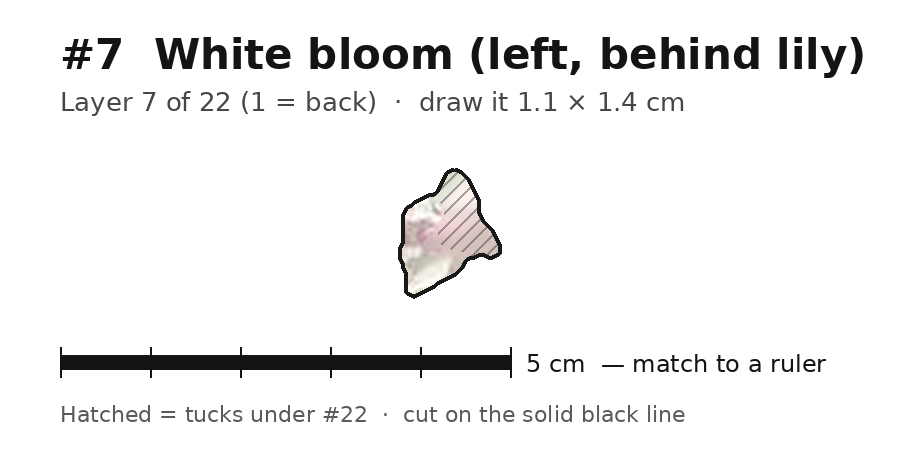 #7 White bloom (left, behind lily)
Layer 7 of 22 (1 = back) · draw it 1.1 × 1.4 cm
5 cm — match to a ruler
Hatched = tucks under #22 · cut on the solid black line